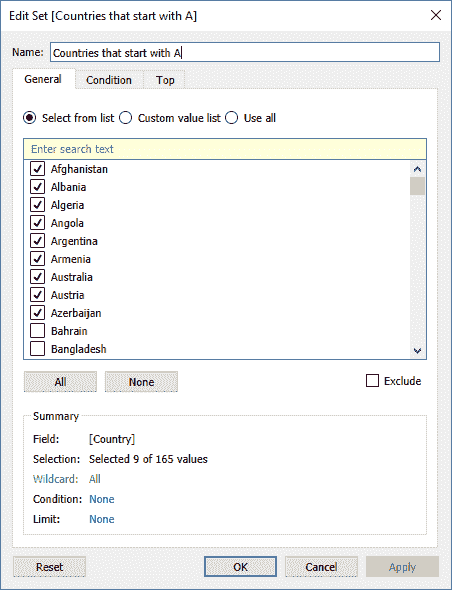 Edit Set [Countries that start with A]
Name: Countries that start with A
General Condition Top
Select from list Custom value list Use all
Enter search text
Afghanistan
Albania
Algeria
Angola
Argentina
Armenia
Australia
Austria
Azerbaijan
Bahrain
Bangladesh
All None Exclude
Summary
Field: [Country]
Selection: Selected 9 of 165 values
Wildcard: All
Condition: None
Limit: None
Reset OK Cancel Apply